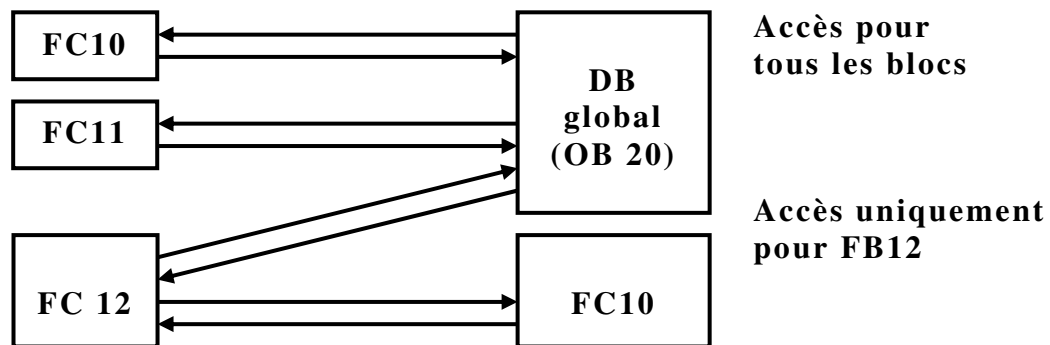 FC10
Accès pour
tous les blocs
DB
global
(OB 20)
FC11
Accès uniquement
pour FB12
FC 12
FC10